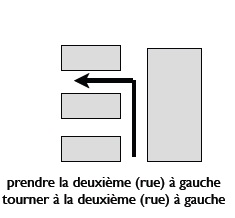 prendre la deuxième (rue) à gauche
tourner à la deuxième (rue) à gauche